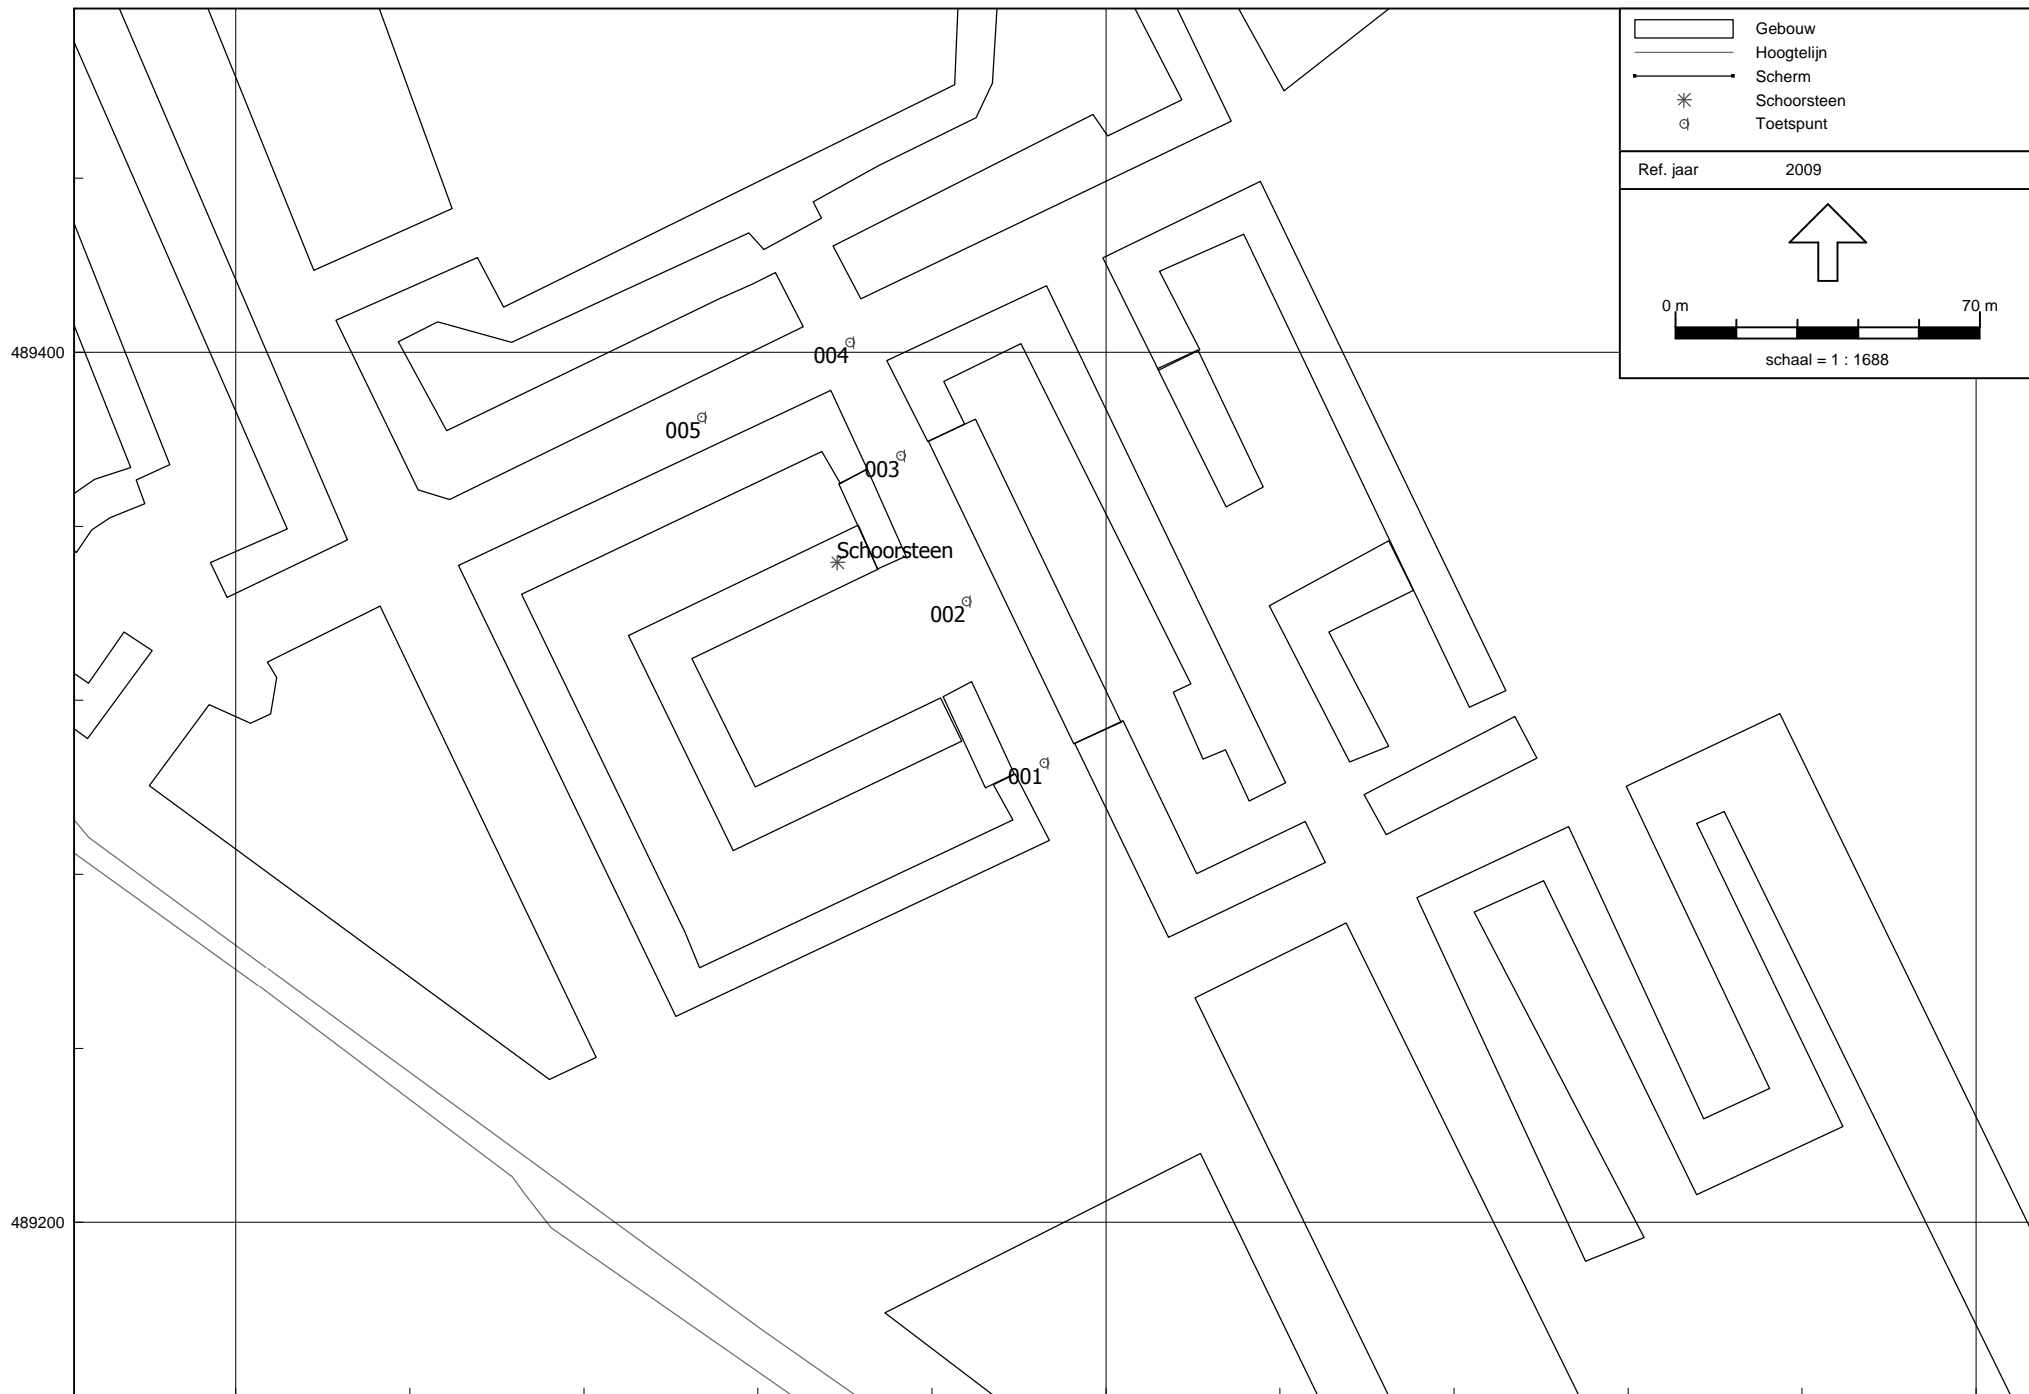 Gebouw
Hoogtelijn
Scherm
Schoorsteen
Toetspunt
Ref. jaar 2009
0 m 70 m
schaal = 1 : 1688
489400
004
005
003
Schoorsteen
002
001
489200